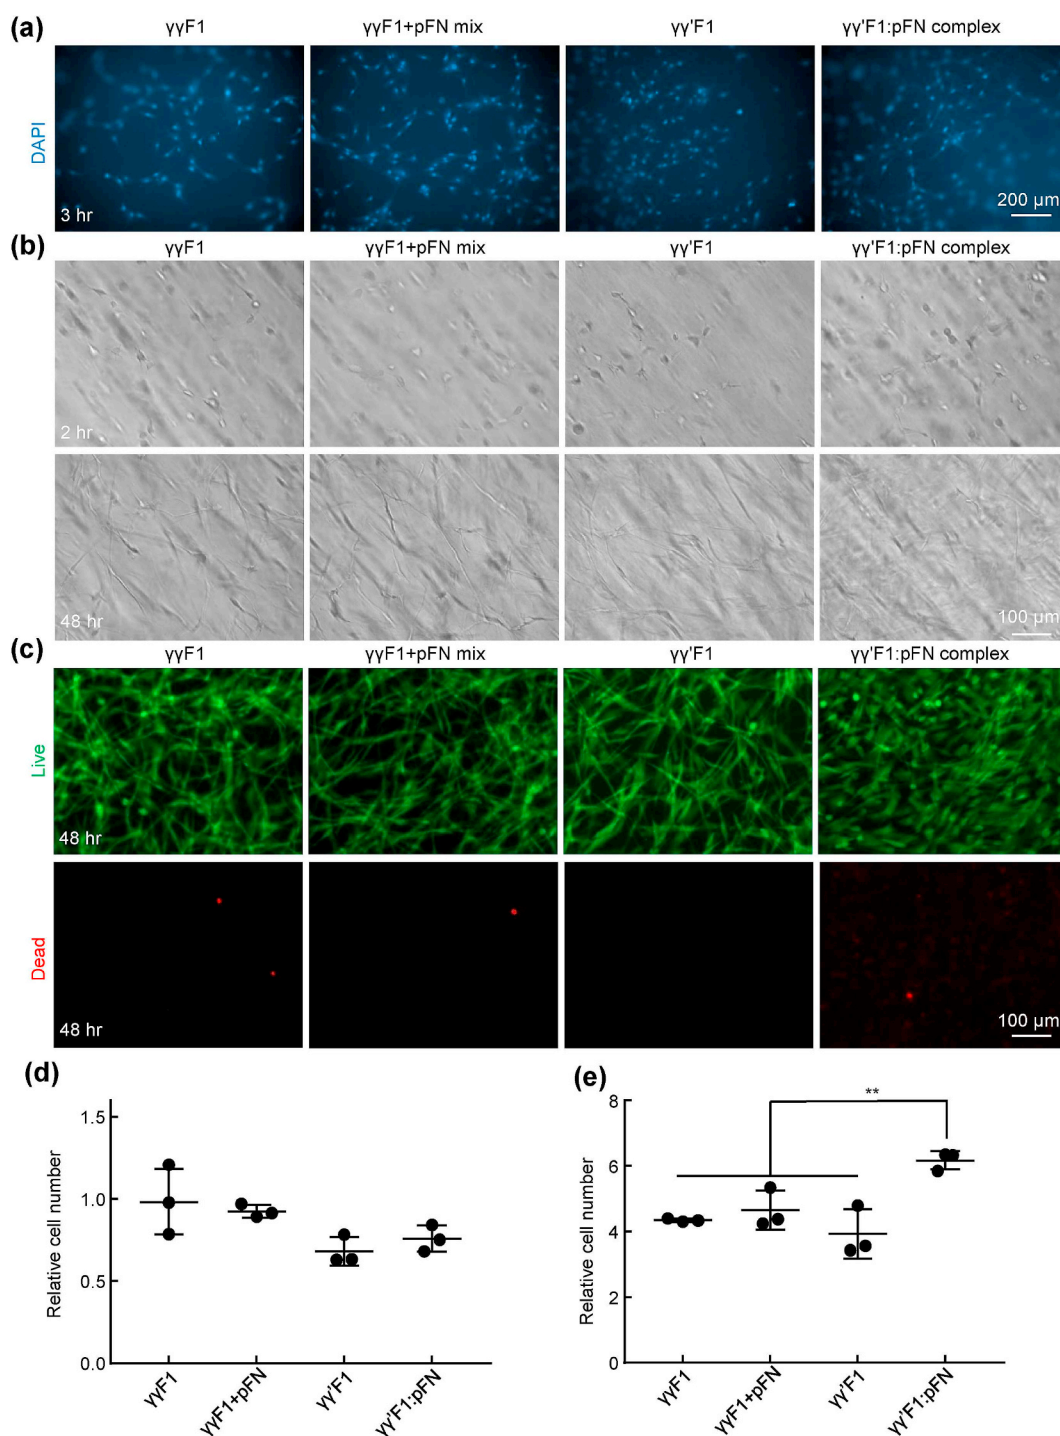 (a)
γγF1 γγF1+pFN mix γγ'F1 γγ'F1:pFN complex
DAPI
3 hr
200 µm
(b)
γγF1 γγF1+pFN mix γγ'F1 γγ'F1:pFN complex
2 hr
48 hr
100 µm
(c)
γγF1 γγF1+pFN mix γγ'F1 γγ'F1:pFN complex
Live
48 hr
Dead
48 hr
100 µm
(d)
Relative cell number
1.5
1.0
0.5
0.0
γγF1
γγF1+pFN
γγ'F1
γγ'F1:pFN
(e)
Relative cell number
8
6
4
2
0
**
γγF1
γγF1+pFN
γγ'F1
γγ'F1:pFN